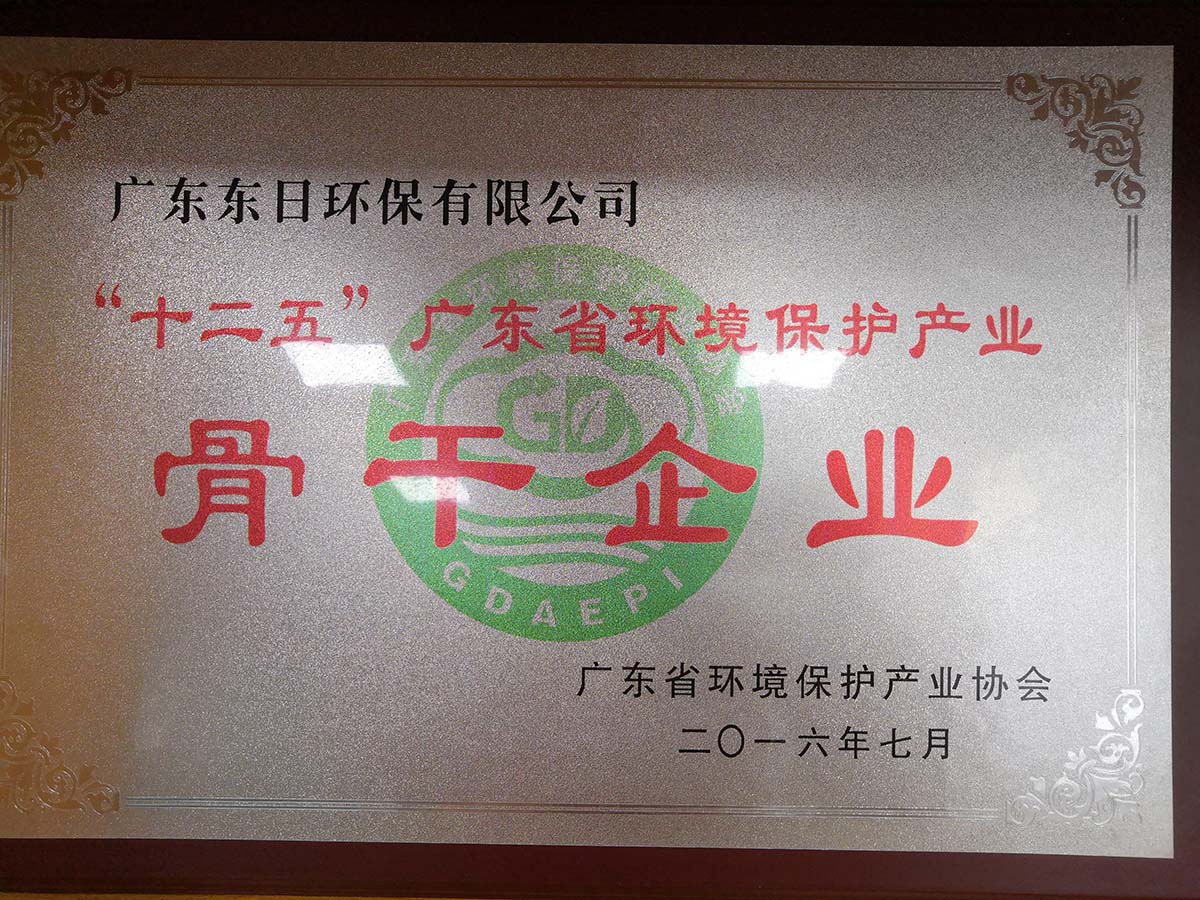 广东东日环保有限公司
“十二五”广东省环境保护产业
骨干企业
GD
GDAEPI
广东省环境保护产业协会
二〇一六年七月